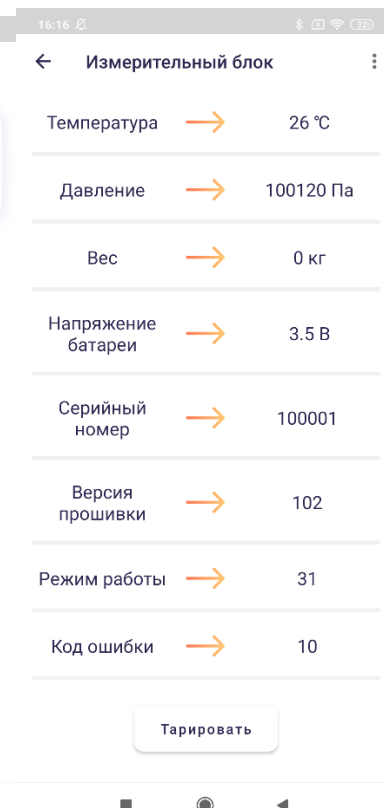 16:16
32
Измерительный блок
Температура 26 ℃
Давление 100120 Па
Вес 0 кг
Напряжение
батареи 3.5 В
Серийный
номер 100001
Версия
прошивки 102
Режим работы 31
Код ошибки 10
Тарировать